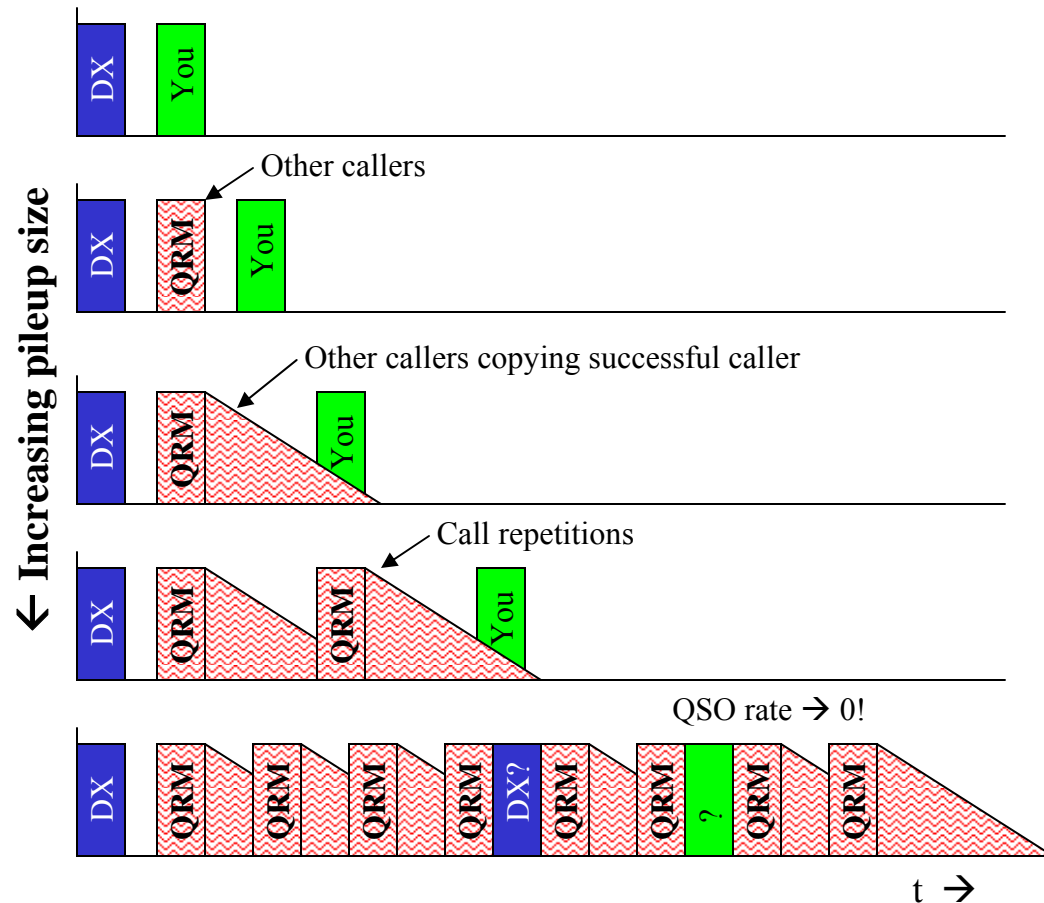 DX
You
Other callers
DX
QRM
You
← Increasing pileup size
Other callers copying successful caller
DX
QRM
You
Call repetitions
DX
QRM
QRM
You
QSO rate → 0!
DX
QRM
QRM
QRM
QRM
DX?
QRM
QRM
?
QRM
QRM
t →